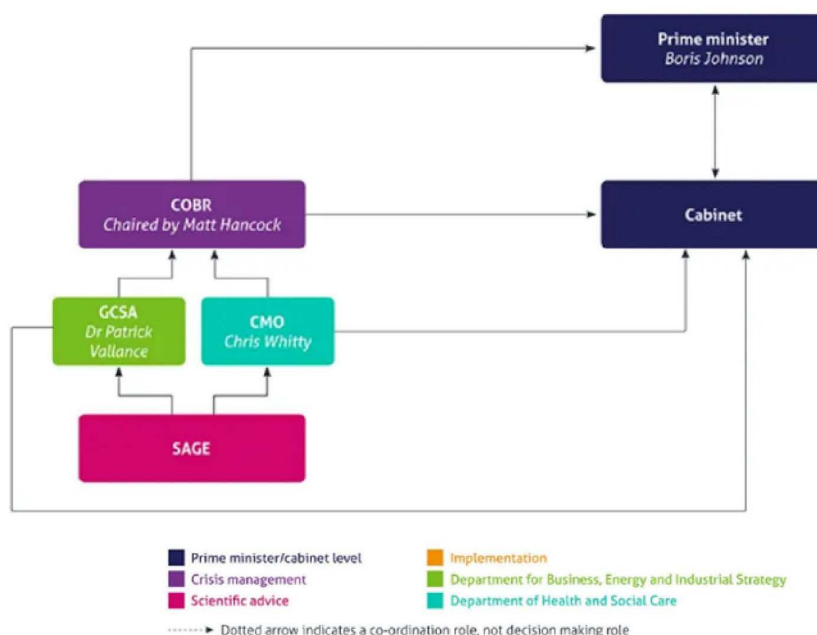 Prime minister
Boris Johnson
COBR
Chaired by Matt Hancock
Cabinet
GCSA
Dr Patrick
Vallance
CMO
Chris Whitty
SAGE
Prime minister/cabinet level
Crisis management
Scientific advice
Implementation
Department for Business, Energy and Industrial Strategy
Department of Health and Social Care
Dotted arrow indicates a co-ordination role, not decision making role